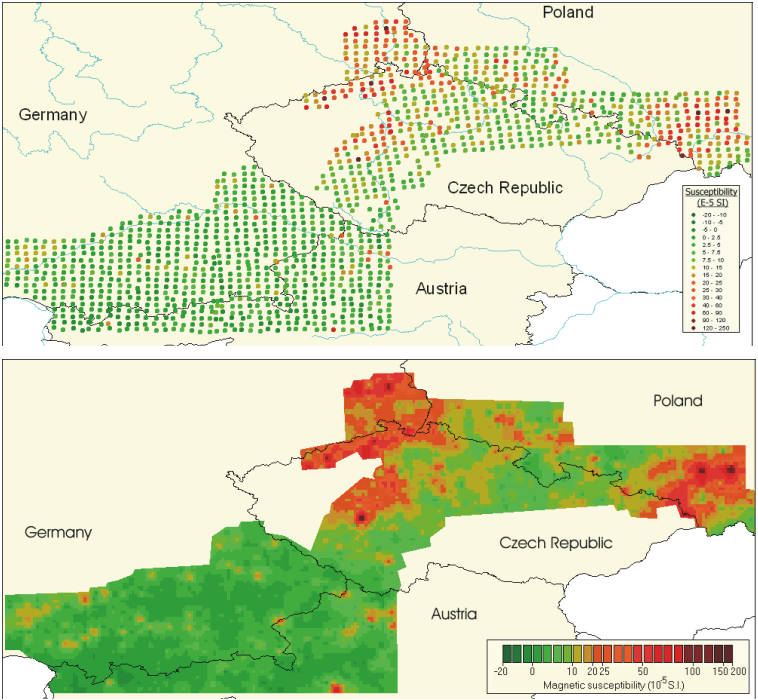 Poland
Germany
Czech Republic
Austria
Susceptibility
(E-5 SI)
-20 - -10
-10 - -5
-5 - 0
0 - 2.5
2.5 - 5
5 - 7.5
7.5 - 10
10 - 15
15 - 20
20 - 25
25 - 30
30 - 40
40 - 60
60 - 90
90 - 120
120 - 250
Poland
Germany
Czech Republic
Austria
-20 0 10 20 25 50 100 150 200
Magnetic susceptibility (10⁻⁵ S.I.)